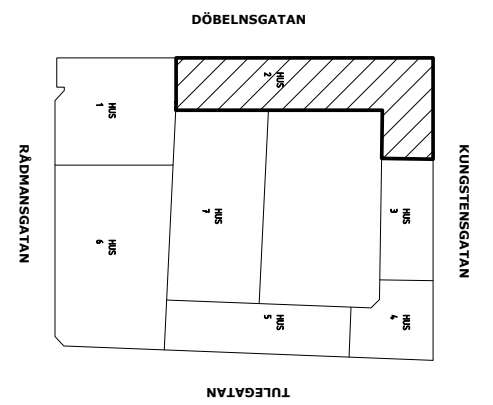 DÖBELNSGATAN
HUS
2
HUS
1
RÅDMANSGATAN
KUNGSTENSGATAN
HUS
7
HUS
3
HUS
6
HUS
5
HUS
4
TULEGATAN